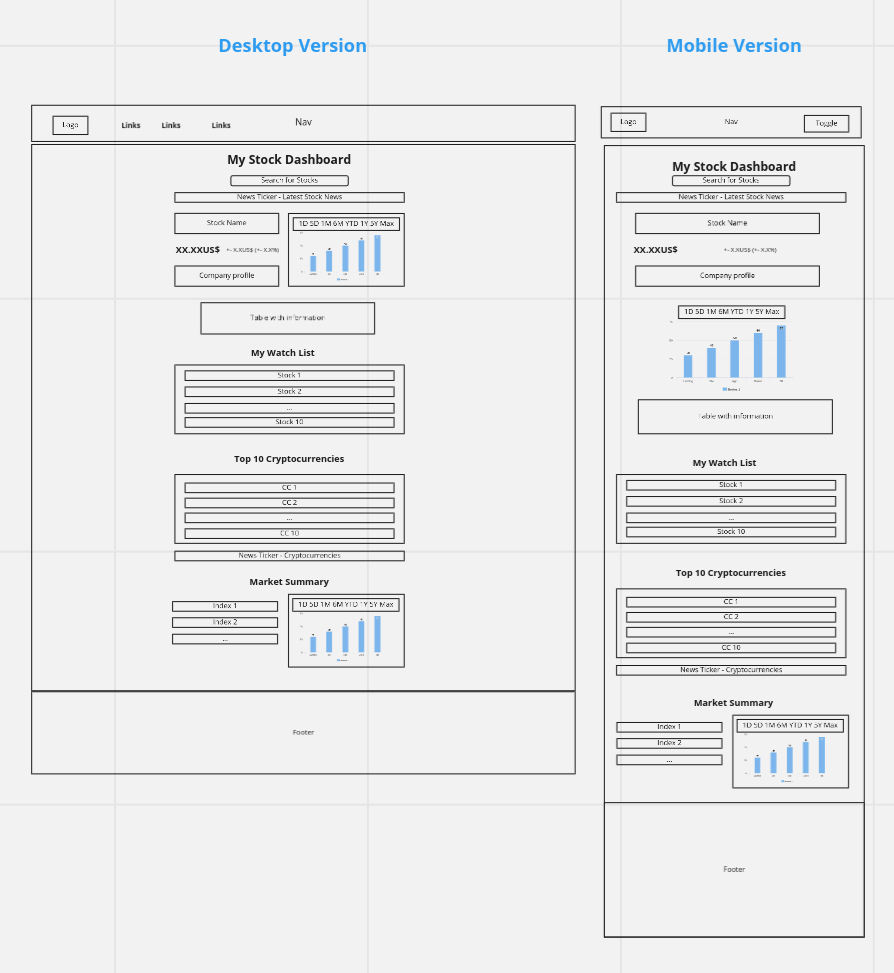 Desktop Version
Logo
Links Links Links
Nav
My Stock Dashboard
Search for Stocks
News Ticker - Latest Stock News
Stock Name
XX.XXUS$ +- X.XUS$ (+- X.X%)
Company profile
1D 5D 1M 6M YTD 1Y 5Y Max
Table with information
My Watch List
Stock 1
Stock 2
...
Stock 10
Top 10 Cryptocurrencies
CC 1
CC 2
...
CC 10
News Ticker - Cryptocurrencies
Market Summary
Index 1
Index 2
...
1D 5D 1M 6M YTD 1Y 5Y Max
Footer
Mobile Version
Logo
Nav
Toggle
My Stock Dashboard
Search for Stocks
News Ticker - Latest Stock News
Stock Name
XX.XXUS$ +- X.XUS$ (+- X.X%)
Company profile
1D 5D 1M 6M YTD 1Y 5Y Max
Table with information
My Watch List
Stock 1
Stock 2
...
Stock 10
Top 10 Cryptocurrencies
CC 1
CC 2
...
CC 10
News Ticker - Cryptocurrencies
Market Summary
Index 1
Index 2
...
1D 5D 1M 6M YTD 1Y 5Y Max
Footer